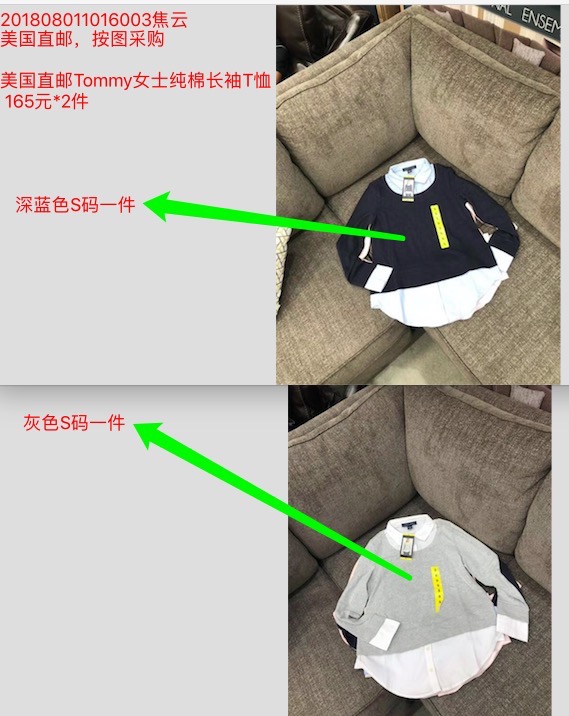 201808011016003焦云
美国直邮，按图采购
美国直邮Tommy女士纯棉长袖T恤
165元*2件
深蓝色S码一件
灰色S码一件
NAL ENSEM